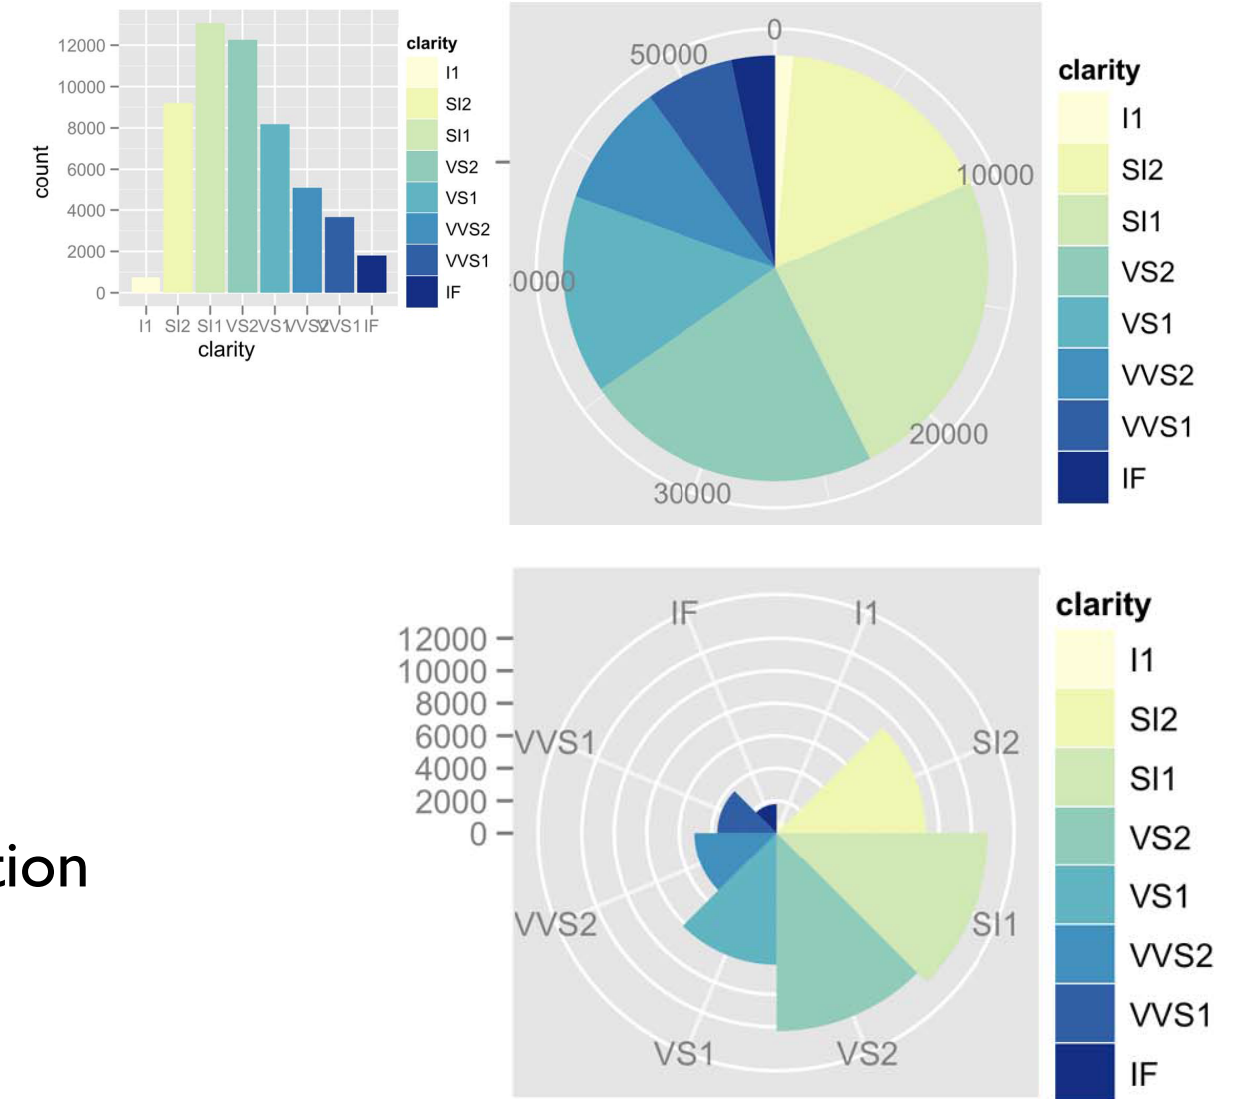 12000
10000
8000
6000
4000
2000
0
count
I1 SI2 SI1 VS2 VS1 VVS2 VVS1 IF
clarity
clarity
I1
SI2
SI1
VS2
VS1
VVS2
VVS1
IF
0
50000
10000
0000
20000
30000
clarity
I1
SI2
SI1
VS2
VS1
VVS2
VVS1
IF
tion
12000
10000
8000
6000
4000
2000
0
IF
I1
VVS1
SI2
VVS2
SI1
VS1
VS2
clarity
I1
SI2
SI1
VS2
VS1
VVS2
VVS1
IF